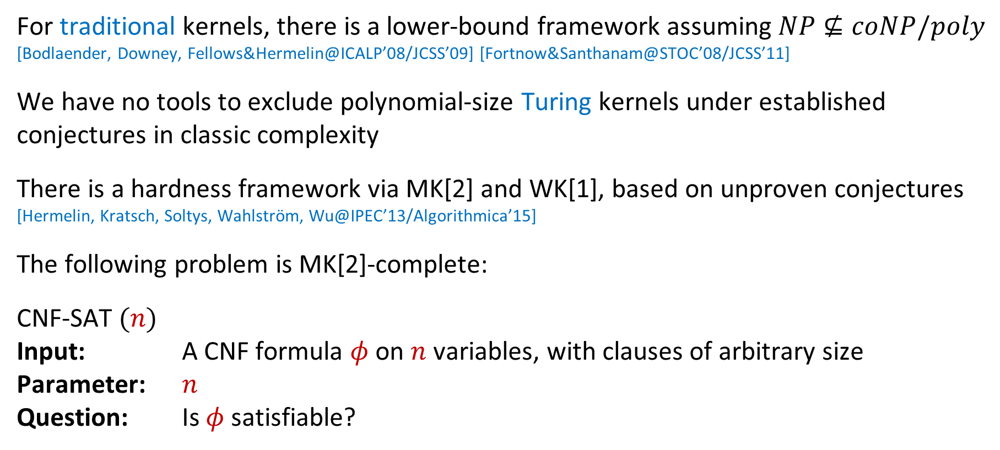 For traditional kernels, there is a lower-bound framework assuming NP ⊈ coNP/poly
[Bodlaender, Downey, Fellows&Hermelin@ICALP’08/JCSS’09] [Fortnow&Santhanam@STOC’08/JCSS’11]
We have no tools to exclude polynomial-size Turing kernels under established
conjectures in classic complexity
There is a hardness framework via MK[2] and WK[1], based on unproven conjectures
[Hermelin, Kratsch, Soltys, Wahlström, Wu@IPEC’13/Algorithmica’15]
The following problem is MK[2]-complete:
CNF-SAT (n)
Input: A CNF formula ϕ on n variables, with clauses of arbitrary size
Parameter: n
Question: Is ϕ satisfiable?